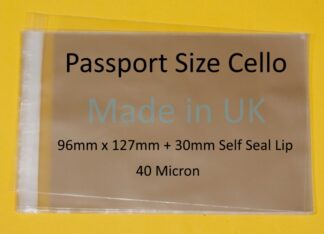 Passport Size Cello
Made in UK
96mm x 127mm + 30mm Self Seal Lip
40 Micron